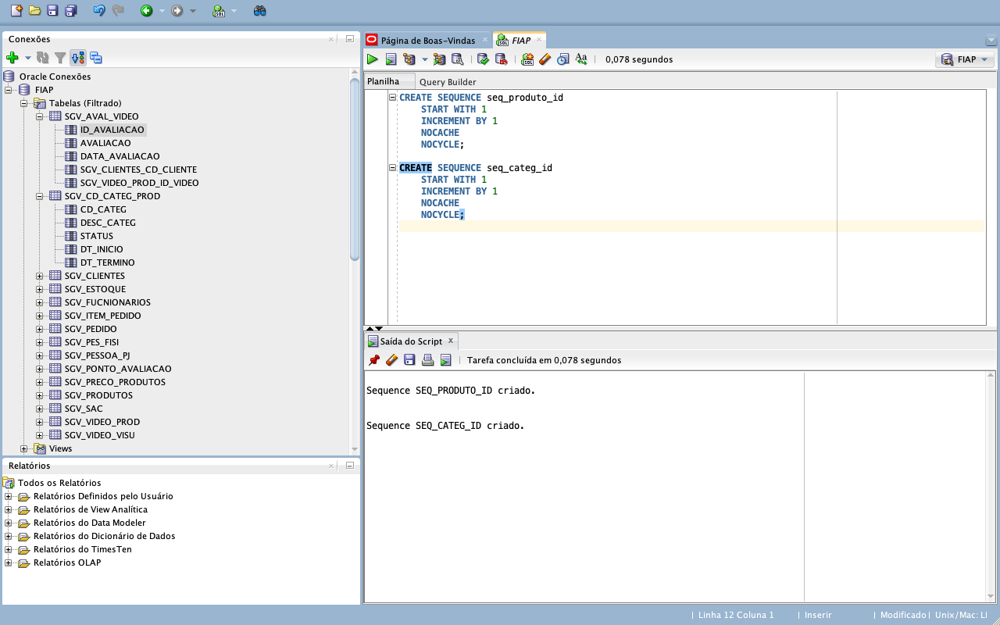 Conexões
Oracle Conexões
FIAP
Tabelas (Filtrado)
SGV_AVAL_VIDEO
ID_AVALIACAO
AVALIACAO
DATA_AVALIACAO
SGV_CLIENTES_CD_CLIENTE
SGV_VIDEO_PROD_ID_VIDEO
SGV_CD_CATEG_PROD
CD_CATEG
DESC_CATEG
STATUS
DT_INICIO
DT_TERMINO
SGV_CLIENTES
SGV_ESTOQUE
SGV_FUCNIONARIOS
SGV_ITEM_PEDIDO
SGV_PEDIDO
SGV_PES_FISI
SGV_PESSOA_PJ
SGV_PONTO_AVALIACAO
SGV_PRECO_PRODUTOS
SGV_PRODUTOS
SGV_SAC
SGV_VIDEO_PROD
SGV_VIDEO_VISU
Views
Relatórios
Todos os Relatórios
Relatórios Definidos pelo Usuário
Relatórios de View Analítica
Relatórios do Data Modeler
Relatórios do Dicionário de Dados
Relatórios do TimesTen
Relatórios OLAP
Página de Boas-Vindas
FIAP
0,078 segundos
FIAP
Planilha
Query Builder
CREATE SEQUENCE seq_produto_id
START WITH 1
INCREMENT BY 1
NOCACHE
NOCYCLE;
CREATE SEQUENCE seq_categ_id
START WITH 1
INCREMENT BY 1
NOCACHE
NOCYCLE;
Saída do Script
Tarefa concluída em 0,078 segundos
Sequence SEQ_PRODUTO_ID criado.
Sequence SEQ_CATEG_ID criado.
Linha 12 Coluna 1 | Inserir | Modificado | Unix/Mac: LI